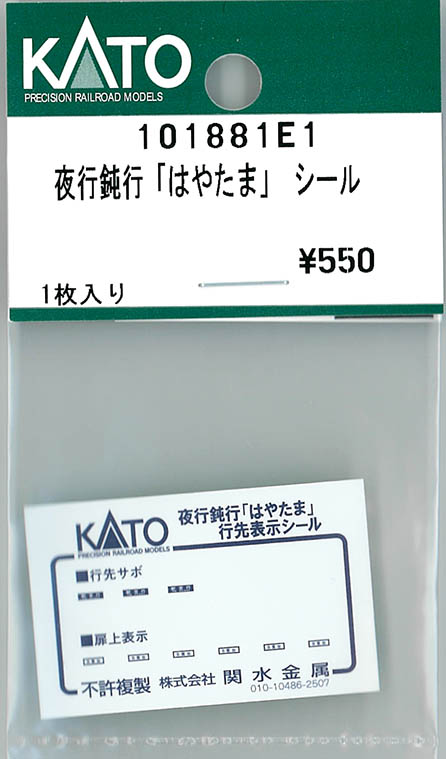 KATO
PRECISION RAILROAD MODELS
101881E1
夜行鈍行「はやたま」 シール
¥550
1枚入り
KATO
PRECISION RAILROAD MODELS
夜行鈍行「はやたま」
行先表示シール
■行先サボ
■扉上表示
不許複製 株式会社 関水金属
010-10486-2507